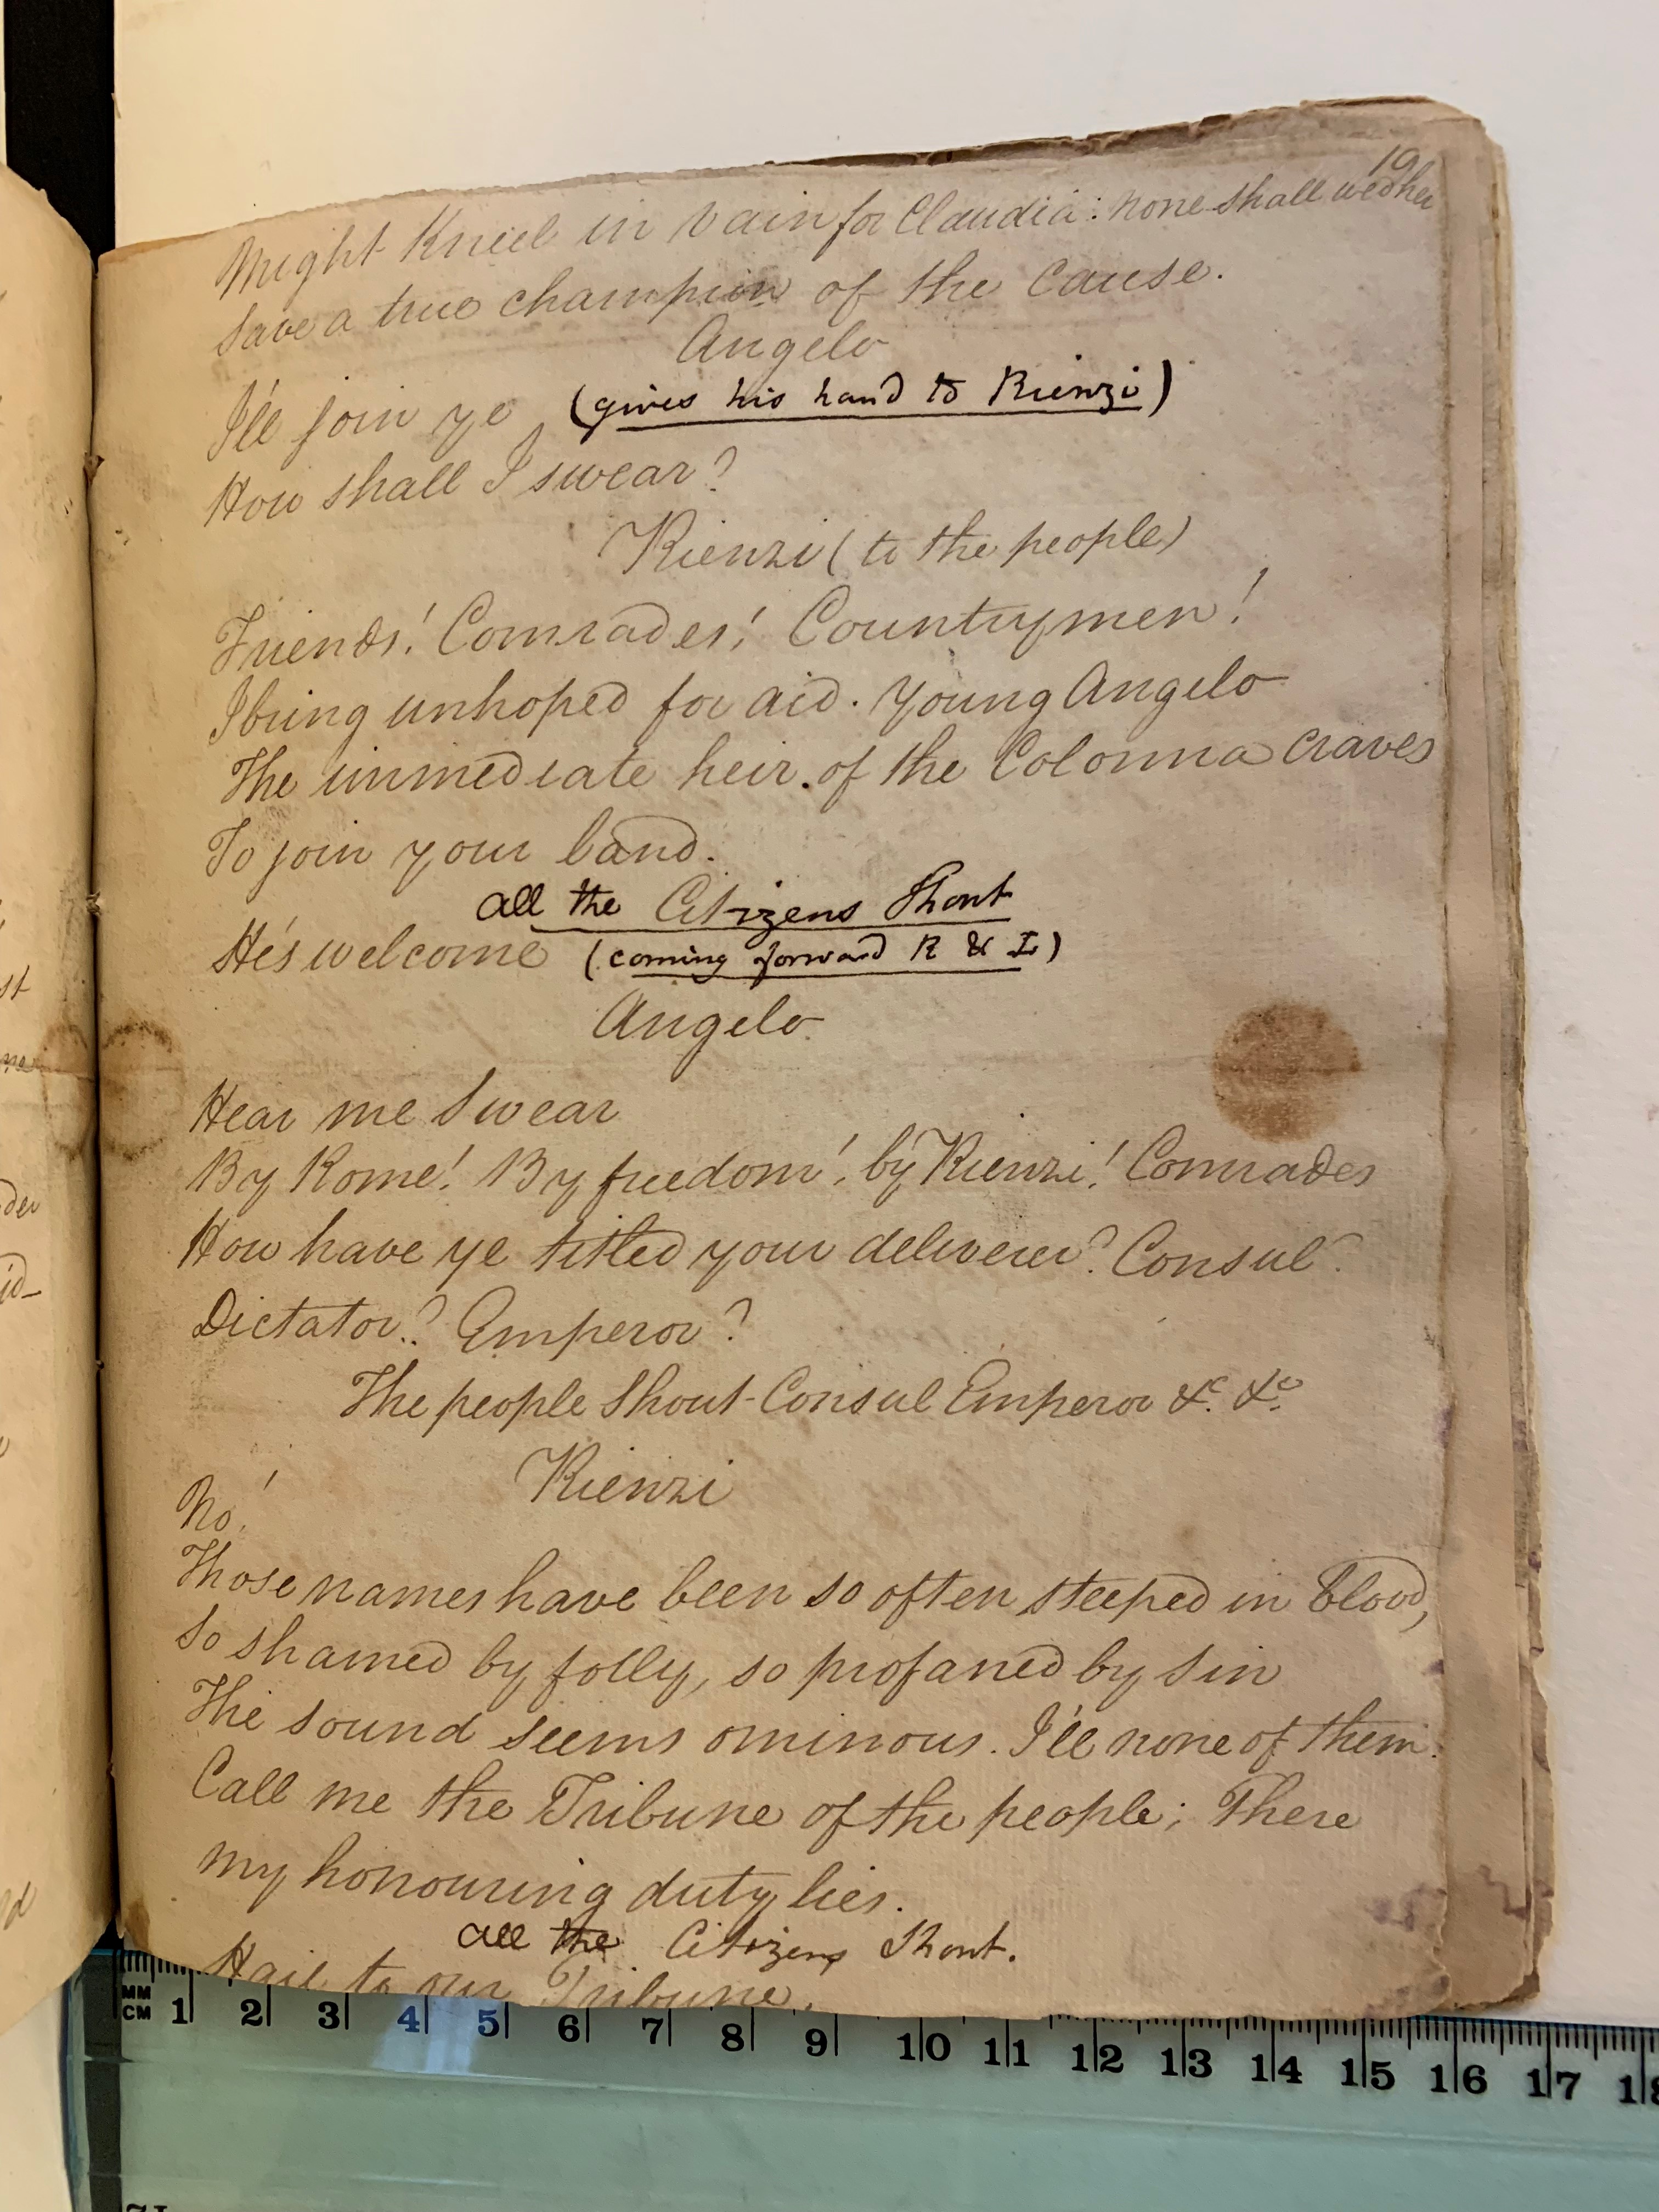 19
Might Kneel in Vain for Claudia: none shall wed her
Save a true champion of the Cause.
Angelo
I'll join ye (gives his hand to Rienzi)
How shall I swear?
Rienzi (to the people)
Friends! Comrades! Countrymen!
I bring unhoped for aid. Young Angelo
The immediate heir of the Colonna craves
To join your band.
all the Citizens Shout
He's welcome (coming forward R & L)
Angelo
Hear me Swear
By Rome! By freedom! by Rienzi! Comrades
How have ye titled your deliverer? Consul?
Dictator? Emperor?
The people Shout - Consul Emperor &c. &c.
Rienzi
No!
Those names have been so often steeped in blood,
So shamed by folly, so profaned by sin
The sound seems ominous. I'll none of them.
Call me the Tribune of the people; There
my honouring duty lies.
all the Citizens Shout.
Hail to our Tribune.
MM
CM 1 2 3 4 5 6 7 8 9 10 11 12 13 14 15 16 17 18